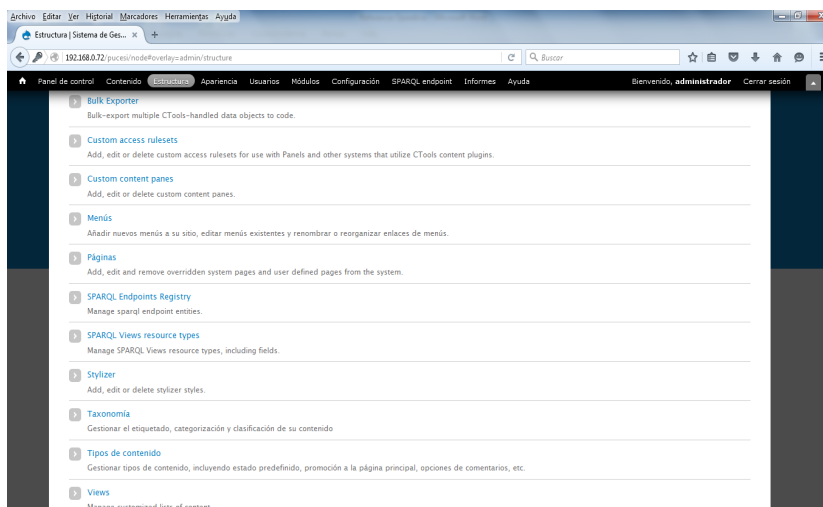 Archivo Editar Ver Historial Marcadores Herramientas Ayuda
Estructura | Sistema de Ges... × +
192.168.0.72/pucesi/node#overlay=admin/structure
Buscar
Panel de control Contenido Estructura Apariencia Usuarios Módulos Configuración SPARQL endpoint Informes Ayuda Bienvenido, administrador Cerrar sesión
Bulk Exporter
Bulk-export multiple CTools-handled data objects to code.
Custom access rulesets
Add, edit or delete custom access rulesets for use with Panels and other systems that utilize CTools content plugins.
Custom content panes
Add, edit or delete custom content panes.
Menús
Añadir nuevos menús a su sitio, editar menús existentes y renombrar o reorganizar enlaces de menús.
Páginas
Add, edit and remove overridden system pages and user defined pages from the system.
SPARQL Endpoints Registry
Manage sparql endpoint entities.
SPARQL Views resource types
Manage SPARQL Views resource types, including fields.
Stylizer
Add, edit or delete stylizer styles.
Taxonomía
Gestionar el etiquetado, categorización y clasificación de su contenido
Tipos de contenido
Gestionar tipos de contenido, incluyendo estado predefinido, promoción a la página principal, opciones de comentarios, etc.
Views
Manage customized lists of content.